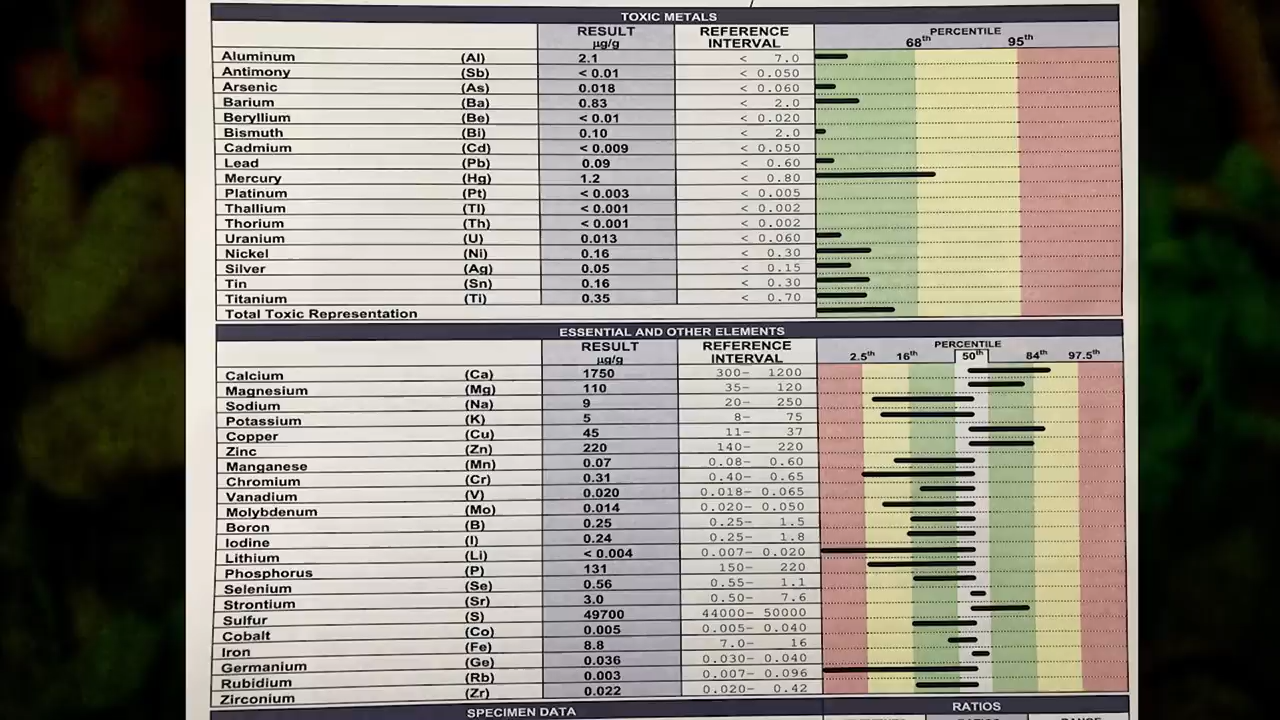 TOXIC METALS
RESULT REFERENCE PERCENTILE
µg/g INTERVAL 68th 95th
Aluminum (Al) 2.1 < 7.0
Antimony (Sb) < 0.01 < 0.050
Arsenic (As) 0.018 < 0.060
Barium (Ba) 0.83 < 2.0
Beryllium (Be) < 0.01 < 0.020
Bismuth (Bi) 0.10 < 2.0
Cadmium (Cd) < 0.009 < 0.050
Lead (Pb) 0.09 < 0.60
Mercury (Hg) 1.2 < 0.80
Platinum (Pt) < 0.003 < 0.005
Thallium (Tl) < 0.001 < 0.002
Thorium (Th) < 0.001 < 0.002
Uranium (U) 0.013 < 0.060
Nickel (Ni) 0.16 < 0.30
Silver (Ag) 0.05 < 0.15
Tin (Sn) 0.16 < 0.30
Titanium (Ti) 0.35 < 0.70
Total Toxic Representation
ESSENTIAL AND OTHER ELEMENTS
RESULT REFERENCE PERCENTILE
µg/g INTERVAL 2.5th 16th 50th 84th 97.5th
Calcium (Ca) 1750 300- 1200
Magnesium (Mg) 110 35- 120
Sodium (Na) 9 20- 250
Potassium (K) 5 8- 75
Copper (Cu) 45 11- 37
Zinc (Zn) 220 140- 220
Manganese (Mn) 0.07 0.08- 0.60
Chromium (Cr) 0.31 0.40- 0.65
Vanadium (V) 0.020 0.018- 0.065
Molybdenum (Mo) 0.014 0.020- 0.050
Boron (B) 0.25 0.25- 1.5
Iodine (I) 0.24 0.25- 1.8
Lithium (Li) < 0.004 0.007- 0.020
Phosphorus (P) 131 150- 220
Selenium (Se) 0.56 0.55- 1.1
Strontium (Sr) 3.0 0.50- 7.6
Sulfur (S) 49700 44000- 50000
Cobalt (Co) 0.005 0.005- 0.040
Iron (Fe) 8.8 7.0- 16
Germanium (Ge) 0.036 0.030- 0.040
Rubidium (Rb) 0.003 0.007- 0.096
Zirconium (Zr) 0.022 0.020- 0.42
SPECIMEN DATA RATIOS